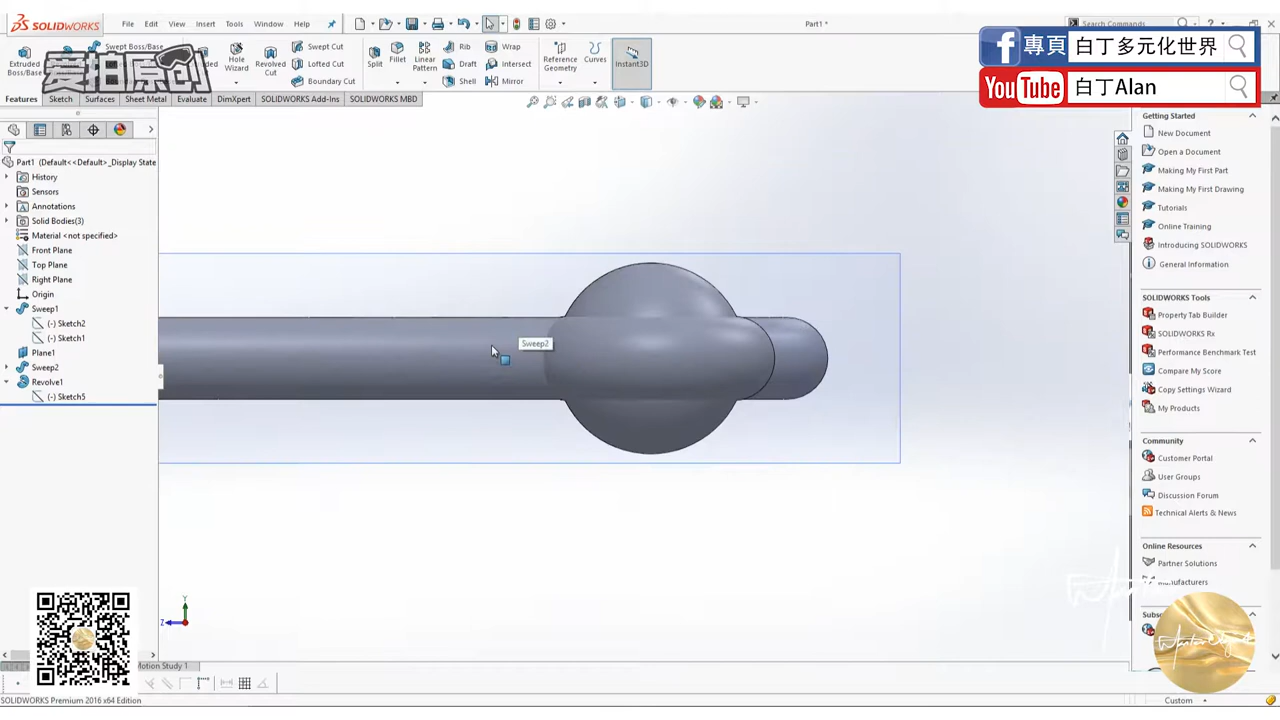 SOLIDWORKS
File Edit View Insert Tools Window Help
Part1 *
Search Commands
Extruded Boss/Base
Swept Boss/Base
Hole Wizard
Revolved Cut
Swept Cut
Lofted Cut
Boundary Cut
Split
Fillet
Linear Pattern
Rib
Draft
Shell
Wrap
Intersect
Mirror
Reference Geometry
Curves
Instant3D
Features Sketch Surfaces Sheet Metal Evaluate DimXpert SOLIDWORKS Add-Ins SOLIDWORKS MBD
爱拍原创
專頁 白丁多元化世界
YouTube 白丁Alan
Part1 (Default<<Default>_Display State
History
Sensors
Annotations
Solid Bodies(3)
Material <not specified>
Front Plane
Top Plane
Right Plane
Origin
Sweep1
(-) Sketch2
(-) Sketch1
Plane1
Sweep2
Revolve1
(-) Sketch5
Sweep2
Y
Z
Getting Started
New Document
Open a Document
Making My First Part
Making My First Drawing
Tutorials
Online Training
Introducing SOLIDWORKS
General Information
SOLIDWORKS Tools
Property Tab Builder
SOLIDWORKS Rx
Performance Benchmark Test
Compare My Score
Copy Settings Wizard
My Products
Community
Customer Portal
User Groups
Discussion Forum
Technical Alerts & News
Online Resources
Partner Solutions
Manufacturers
Motion Study 1
SOLIDWORKS Premium 2016 x64 Edition
Custom